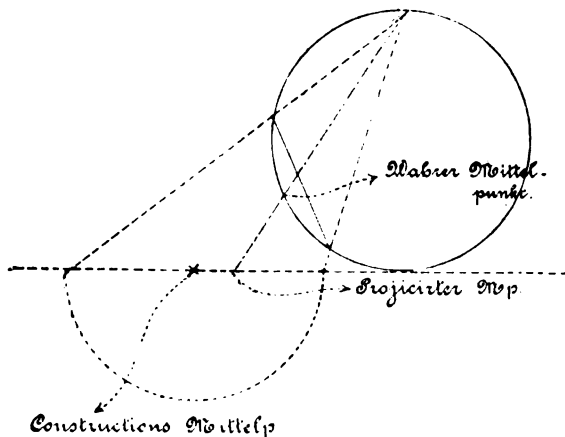 Wahrer Mittel-
punkt.
Projicirter Mp.
Constructions Mittelp